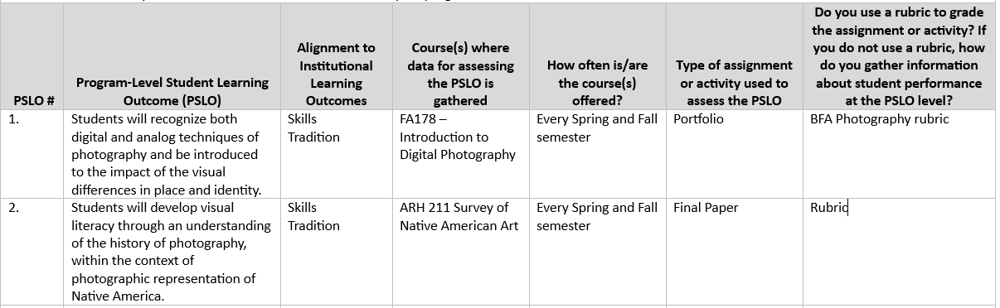 PSLO #
Program-Level Student Learning
Outcome (PSLO)
Alignment to
Institutional
Learning
Outcomes
Course(s) where
data for assessing
the PSLO is
gathered
How often is/are
the course(s)
offered?
Type of assignment
or activity used to
assess the PSLO
Do you use a rubric to grade
the assignment or activity? If
you do not use a rubric, how
do you gather information
about student performance
at the PSLO level?
1.
Students will recognize both
digital and analog techniques of
photography and be introduced
to the impact of the visual
differences in place and identity.
Skills
Tradition
FA178 –
Introduction to
Digital Photography
Every Spring and Fall
semester
Portfolio
BFA Photography rubric
2.
Students will develop visual
literacy through an understanding
of the history of photography,
within the context of
photographic representation of
Native America.
Skills
Tradition
ARH 211 Survey of
Native American Art
Every Spring and Fall
semester
Final Paper
Rubric